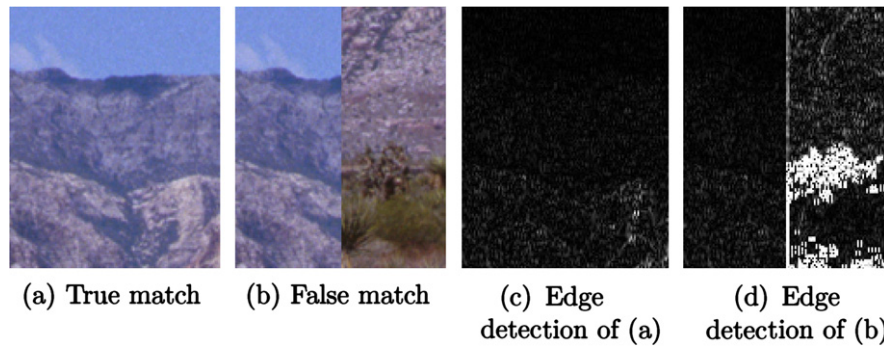 (a) True match
(b) False match
(c) Edge
detection of (a)
(d) Edge
detection of (b)